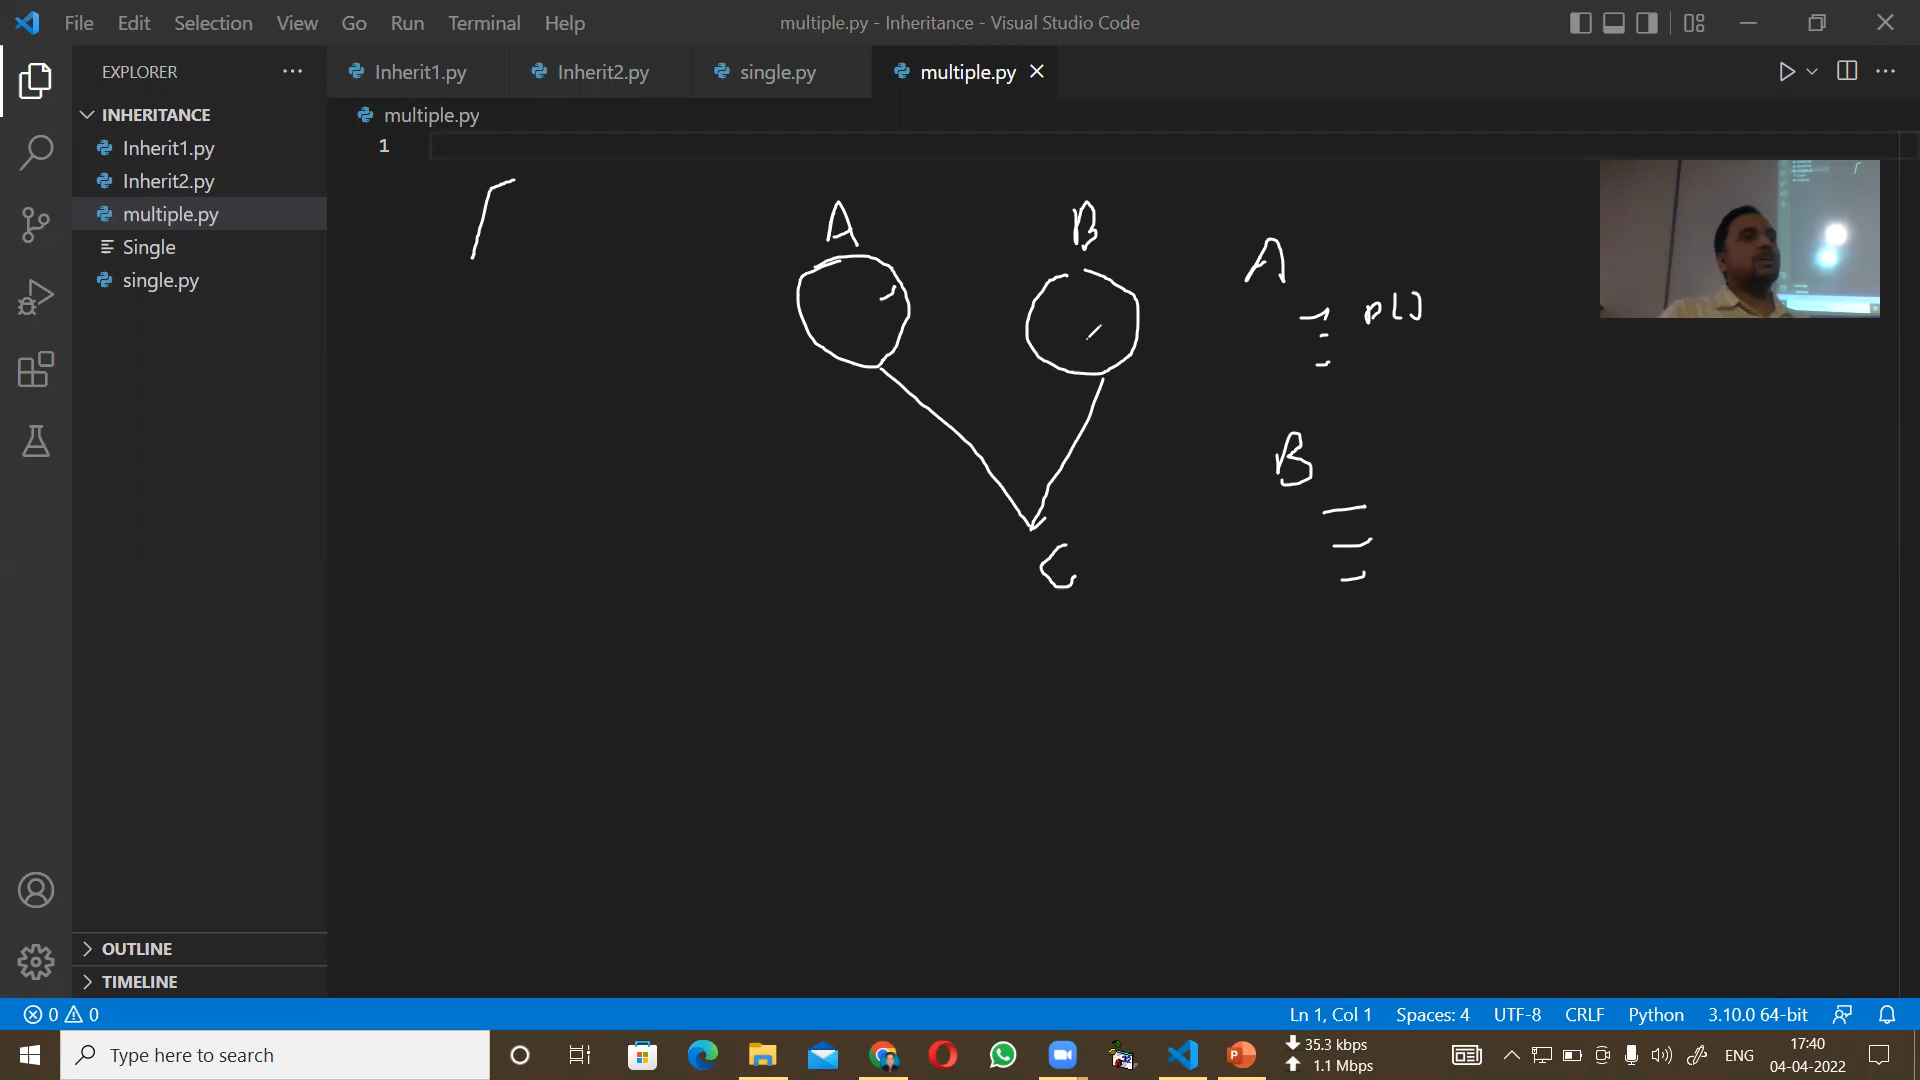 File Edit Selection View Go Run Terminal Help
multiple.py - Inheritance - Visual Studio Code
EXPLORER
Inherit1.py Inherit2.py single.py multiple.py
INHERITANCE
multiple.py
Inherit1.py
Inherit2.py
multiple.py
Single
single.py
1
A B
A
B
C
OUTLINE
TIMELINE
0 0
Ln 1, Col 1 Spaces: 4 UTF-8 CRLF Python 3.10.0 64-bit
Type here to search
35.3 kbps
1.1 Mbps
ENG
17:40
04-04-2022